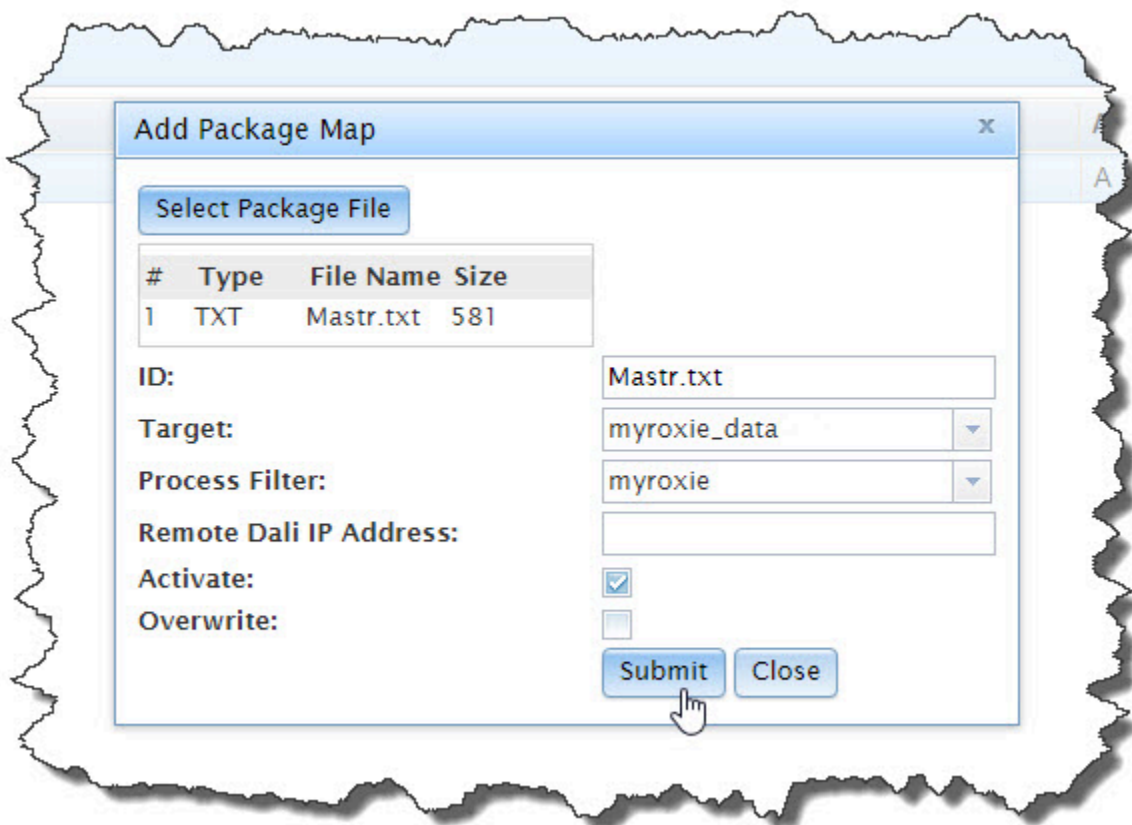 Add Package Map x
A
A
Select Package File
# Type File Name Size
1 TXT Mastr.txt 581
ID: Mastr.txt
Target: myroxie_data
Process Filter: myroxie
Remote Dali IP Address:
Activate:
Overwrite:
Submit Close